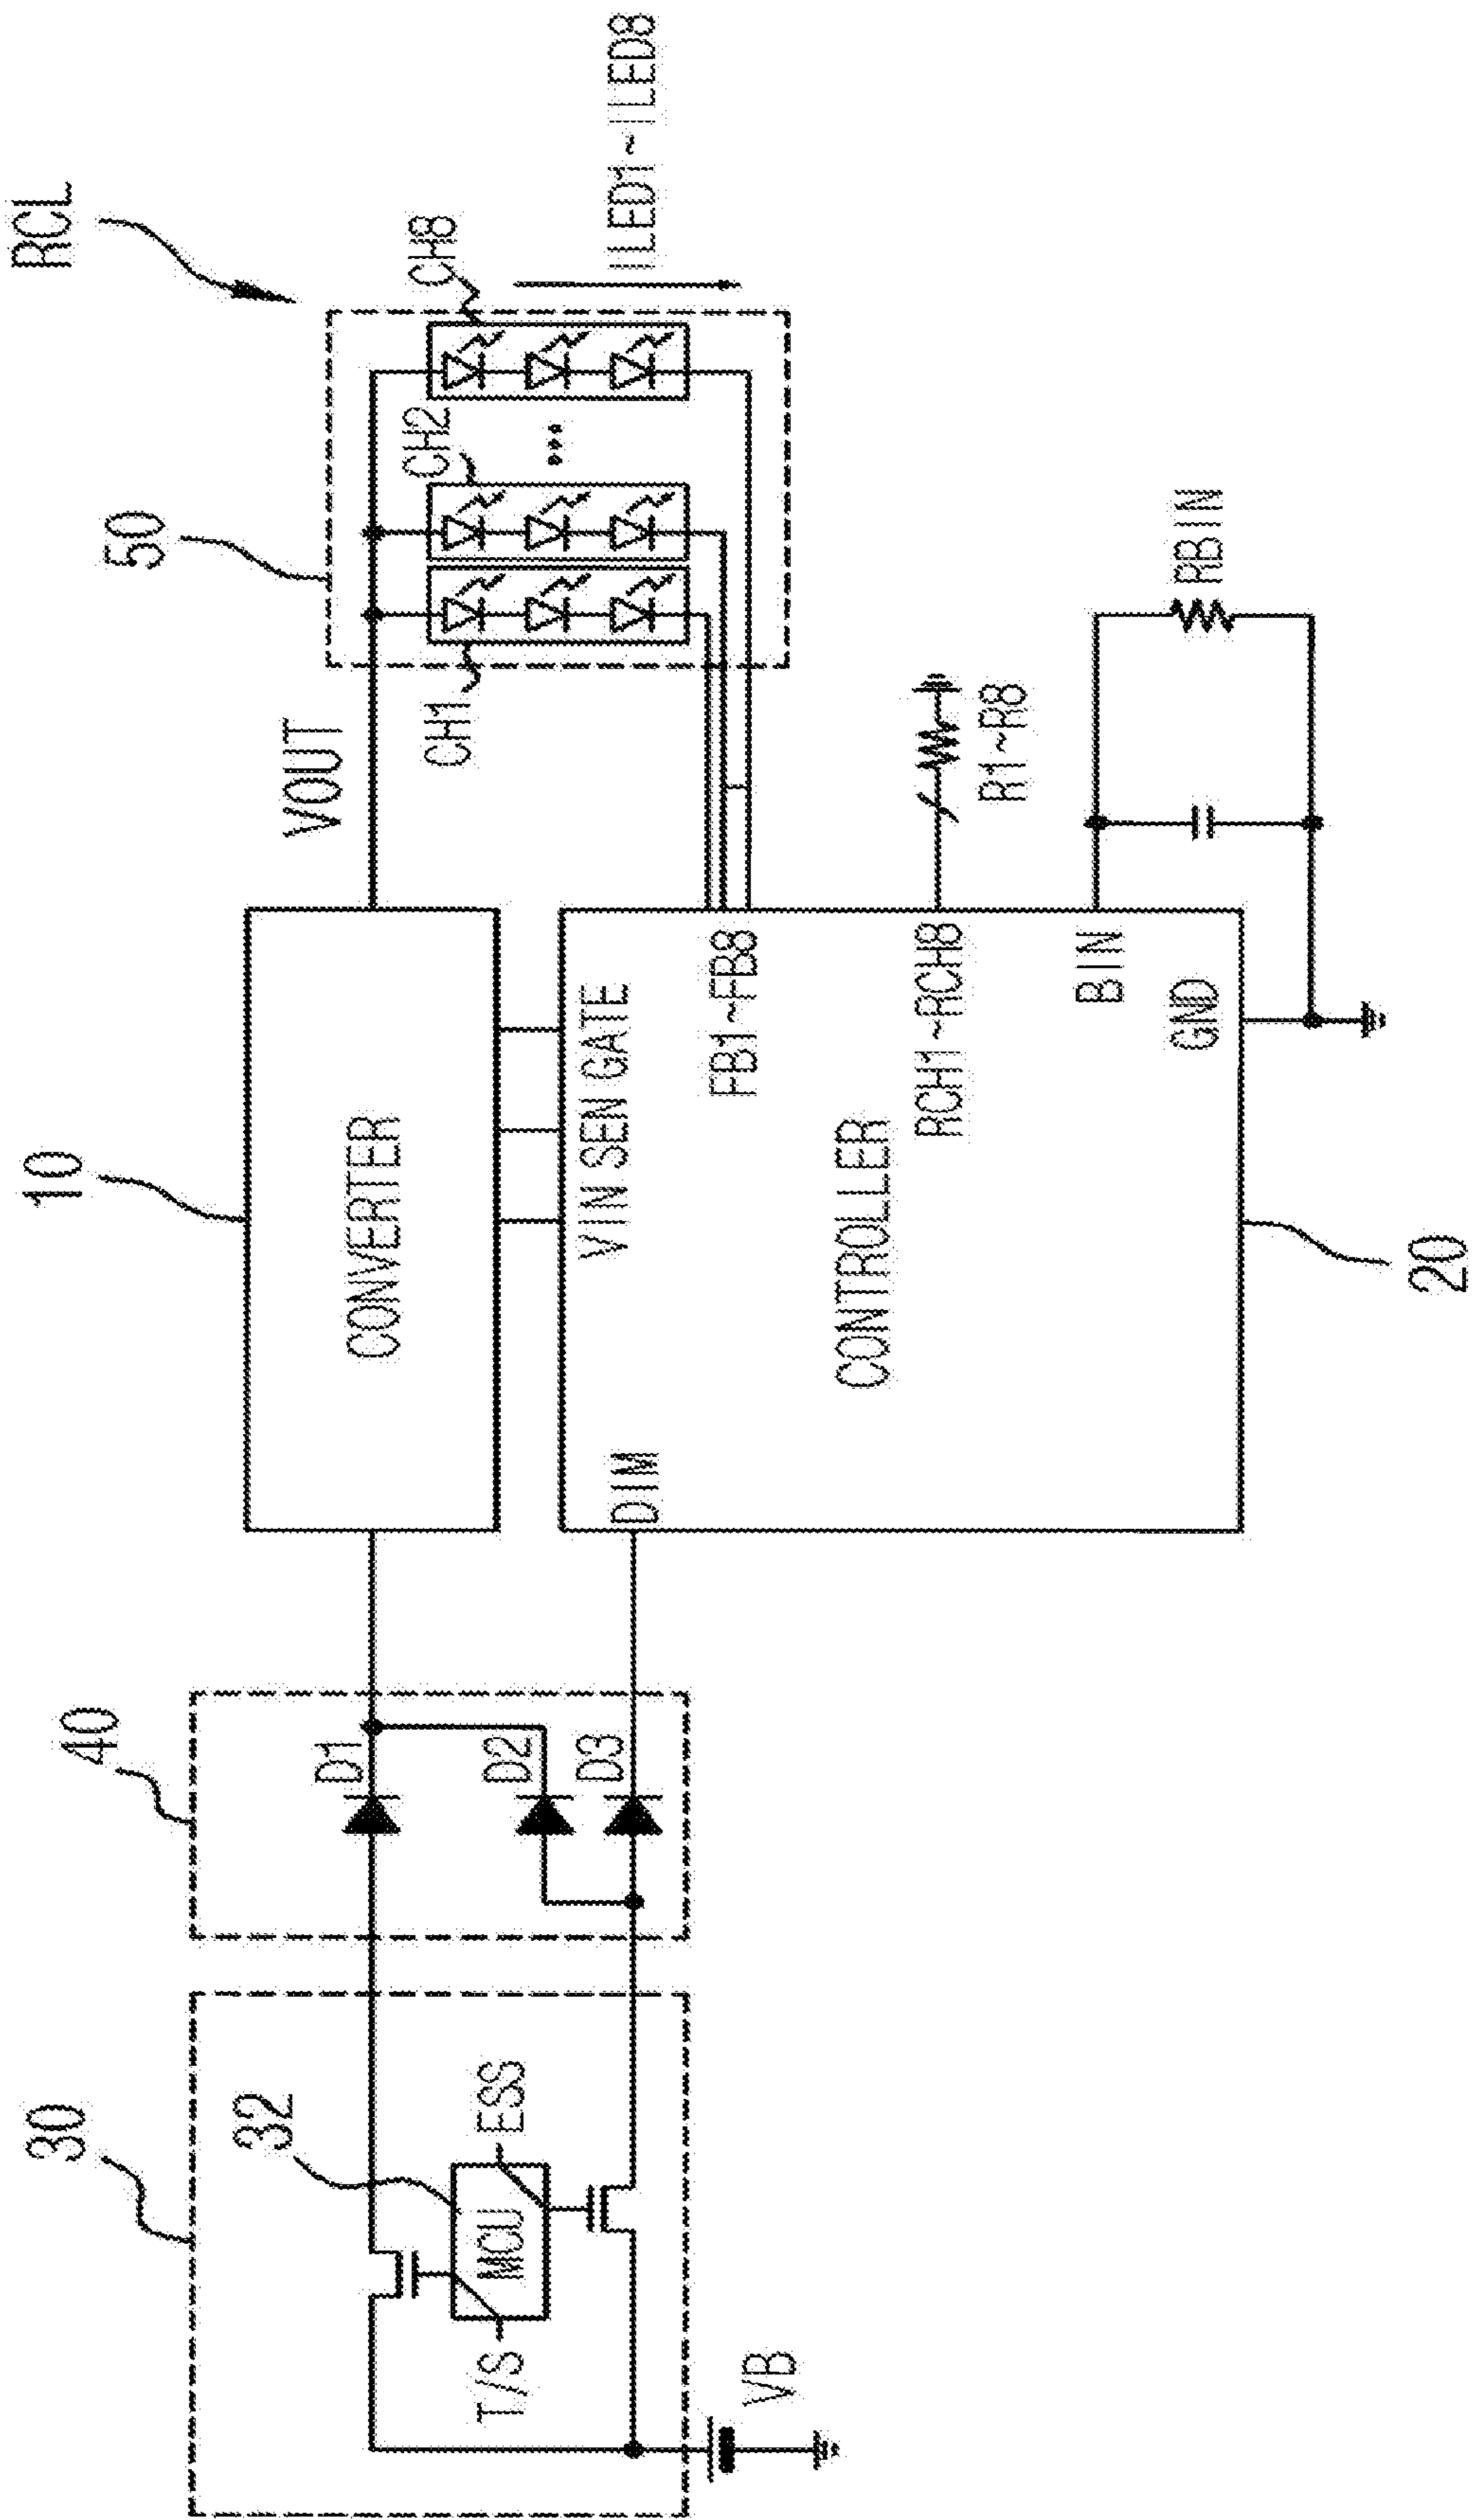 RCL
50
10
40
30
VOUT
CH1
CH2
CH8
ILED1~ILED8
CONVERTER
D1
D2
D3
32
T/S
MCU
ESS
VB
DIM
VIN SEN GATE
FB1~FB8
CONTROLLER
RCH1~RCH8
R1~R8
BIN
RBIN
GND
20